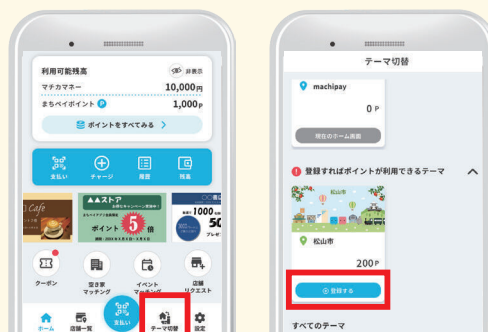 利用可能残高
非表示
マチカマネー
10,000円
まちペイポイント P
1,000P
ポイントをすべてみる >
支払い
チャージ
履歴
残高
Cafe
▲▲ストア
ポイント5倍
1000
50
クーポン
空き家
マッチング
イベント
マッチング
店舗
リクエスト
ホーム
店舗一覧
支払い
テーマ切替
設定
テーマ切替
machipay
0 P
現在のホーム画面
登録すればポイントが利用できるテーマ
松山市
松山市
200P
登録する
すべてのテーマ